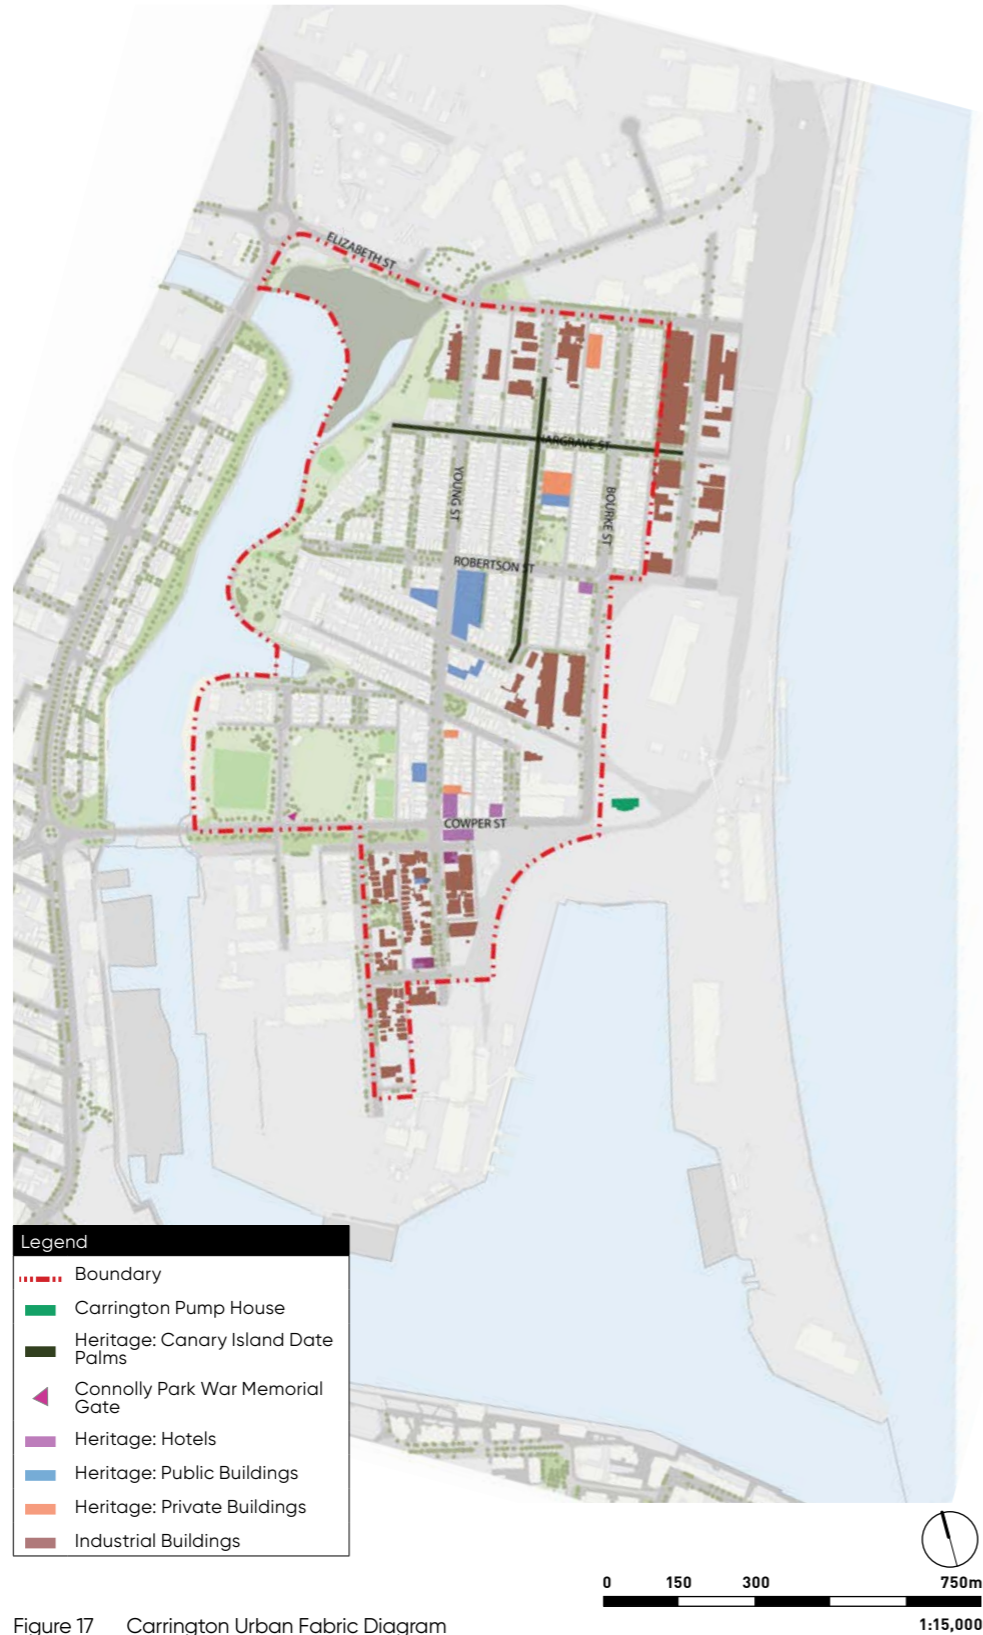 ELIZABETH ST
HARGRAVE ST
YOUNG ST
BOURKE ST
ROBERTSON ST
COWPER ST
Legend
Boundary
Carrington Pump House
Heritage: Canary Island Date
Palms
Connolly Park War Memorial
Gate
Heritage: Hotels
Heritage: Public Buildings
Heritage: Private Buildings
Industrial Buildings
0 150 300 750m
1:15,000
Figure 17 Carrington Urban Fabric Diagram